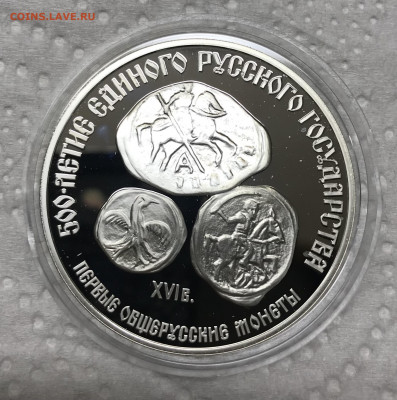 COINS.LAVE.RU
500-ЛЕТИЕ ЕДИНОГО РУССКОГО ГОСУДАРСТВА
А
XVI В.
ПЕРВЫЕ ОБЩЕРУССКИЕ МОНЕТЫ